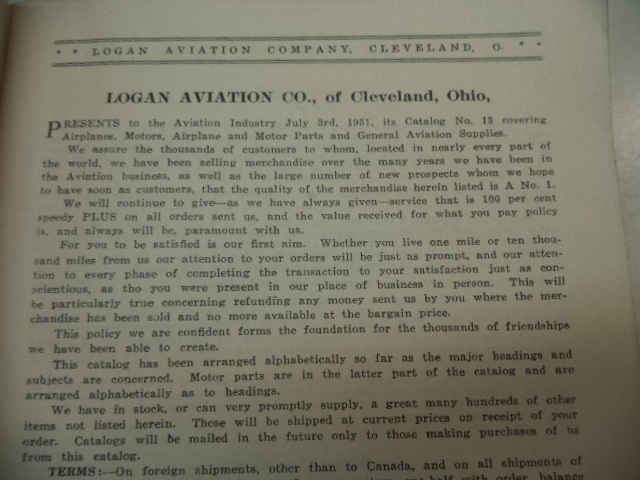 * * LOGAN AVIATION COMPANY, CLEVELAND, O. * *
LOGAN AVIATION CO., of Cleveland, Ohio,
PRESENTS to the Aviation Industry July 3rd, 1931, its Catalog No. 13 covering
Airplanes, Motors, Airplane and Motor Parts and General Aviation Supplies.
We assure the thousands of customers to whom, located in nearly every part of
the world, we have been selling merchandise over the many years we have been in
the Aviation business, as well as the large number of new prospects whom we hope
to have soon as customers, that the quality of the merchandise herein listed is A No. 1.
We will continue to give—as we have always given—service that is 100 per cent
speedy PLUS on all orders sent us, and the value received for what you pay policy
is, and always will be, paramount with us.
For you to be satisfied is our first aim. Whether you live one mile or ten thou-
sand miles from us our attention to your orders will be just as prompt, and our atten-
tion to every phase of completing the transaction to your satisfaction just as con-
scientious, as tho you were present in our place of business in person. This will
be particularly true concerning refunding any money sent us by you where the mer-
chandise has been sold and no more available at the bargain price.
This policy we are confident forms the foundation for the thousands of friendships
we have been able to create.
This catalog has been arranged alphabetically so far as the major headings and
subjects are concerned. Motor parts are in the latter part of the catalog and are
arranged alphabetically as to headings.
We have in stock, or can very promptly supply, a great many hundreds of other
items not listed herein. These will be shipped at current prices on receipt of your
order. Catalogs will be mailed in the future only to those making purchases of us
from this catalog.
TERMS:—On foreign shipments, other than to Canada, and on all shipments of
half with order, balance